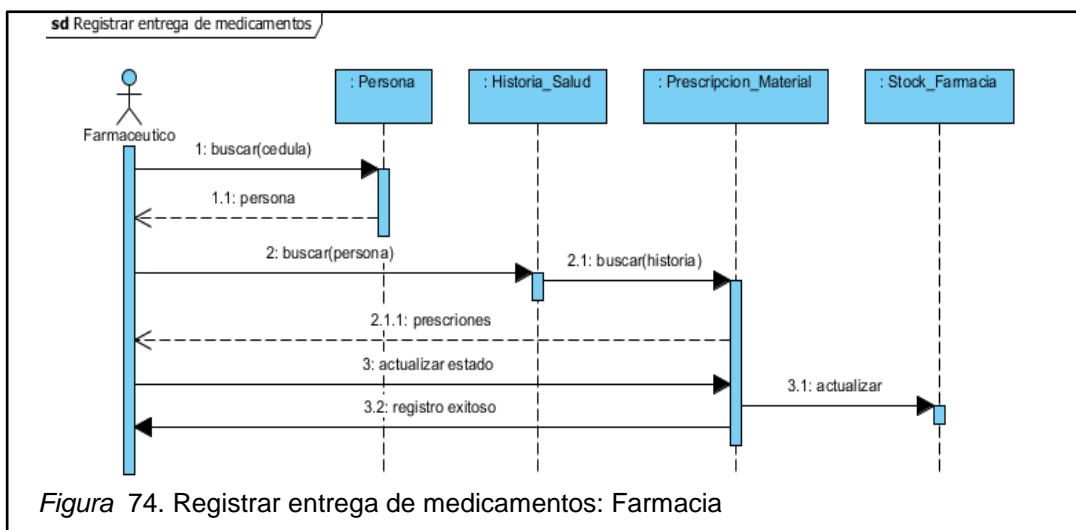 sd Registrar entrega de medicamentos
: Persona
: Historia_Salud
: Prescripcion_Material
: Stock_Farmacia
Farmaceutico
1: buscar(cedula)
1.1: persona
2: buscar(persona)
2.1: buscar(historia)
2.1.1: prescriones
3: actualizar estado
3.1: actualizar
3.2: registro exitoso
Figura 74. Registrar entrega de medicamentos: Farmacia